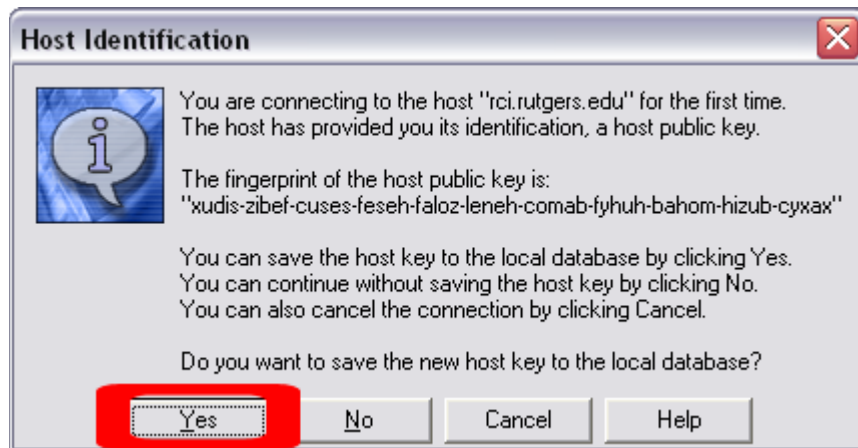 Host Identification
You are connecting to the host "rci.rutgers.edu" for the first time.
The host has provided you its identification, a host public key.
The fingerprint of the host public key is:
"xudis-zibef-cuses-feseh-faloz-leneh-comab-fyhuh-bahom-hizub-cyxax"
You can save the host key to the local database by clicking Yes.
You can continue without saving the host key by clicking No.
You can also cancel the connection by clicking Cancel.
Do you want to save the new host key to the local database?
Yes No Cancel Help